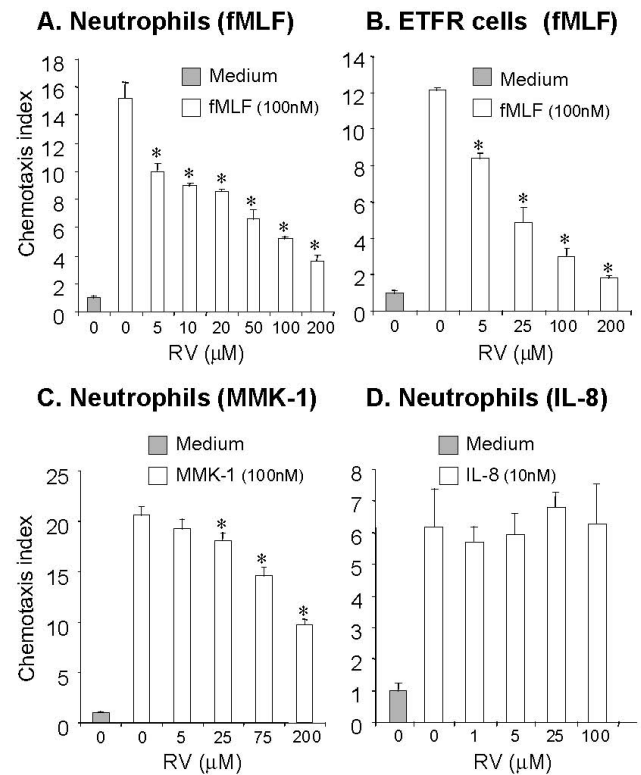 A. Neutrophils (fMLF)
18
16
14
12
10
8
6
4
2
0
Chemotaxis index
Medium
fMLF (100nM)
* * * * * *
0 0 5 10 20 50 100 200
RV (µM)
B. ETFR cells (fMLF)
14
12
10
8
6
4
2
0
Medium
fMLF (100nM)
* * * *
0 0 5 25 100 200
RV (µM)
C. Neutrophils (MMK-1)
25
20
15
10
5
0
Chemotaxis index
Medium
MMK-1 (100nM)
* * *
0 0 5 25 75 200
RV (µM)
D. Neutrophils (IL-8)
8
7
6
5
4
3
2
1
0
Medium
IL-8 (10nM)
0 0 1 5 25 100
RV (µM)